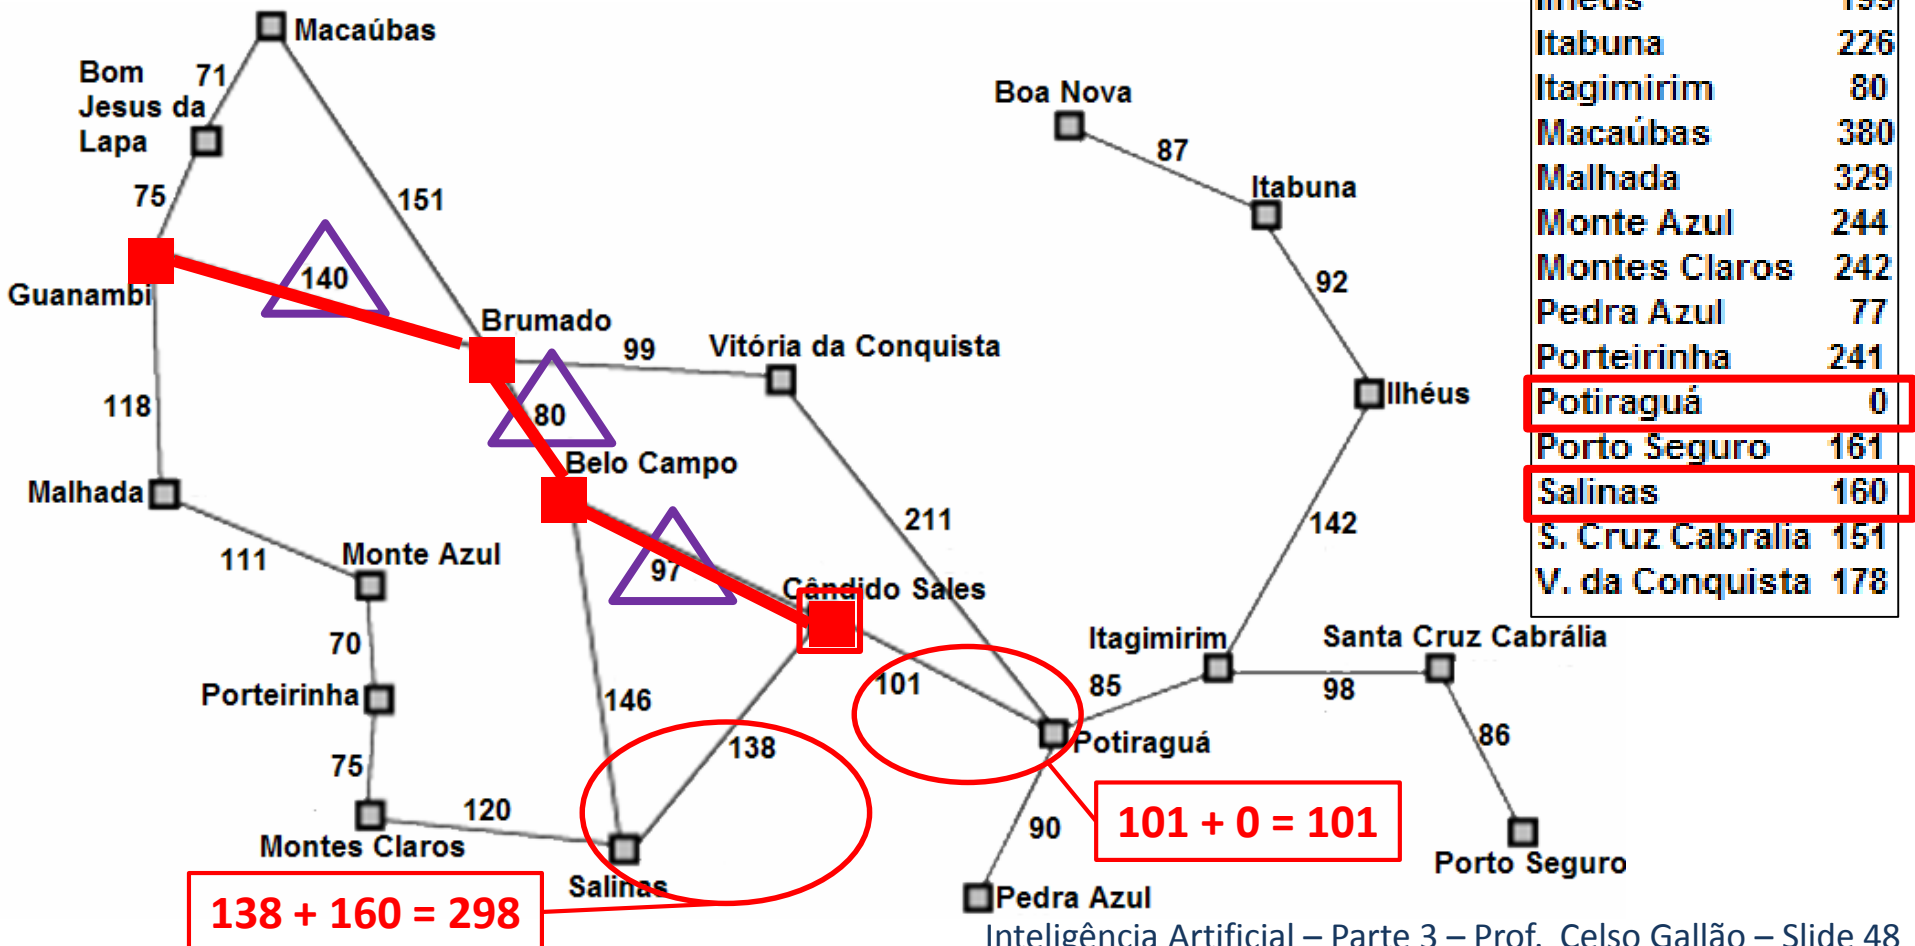 Macaúbas
Bom
Jesus da
Lapa
71
75
151
140
Guanambi
Brumado
99
Vitória da Conquista
80
118
Belo Campo
Malhada
111
Monte Azul
97
Cândido Sales
211
70
Porteirinha
146
101
138
75
120
Montes Claros
Salinas
138 + 160 = 298
Boa Nova
87
Itabuna
92
Ilhéus
142
Itagimirim
Santa Cruz Cabrália
85
98
Potiraguá
86
90
101 + 0 = 101
Porto Seguro
Pedra Azul
Ilhéus 199
Itabuna 226
Itagimirim 80
Macaúbas 380
Malhada 329
Monte Azul 244
Montes Claros 242
Pedra Azul 77
Porteirinha 241
Potiraguá 0
Porto Seguro 161
Salinas 160
S. Cruz Cabralia 151
V. da Conquista 178
Inteligência Artificial – Parte 3 – Prof. Celso Gallão – Slide 48